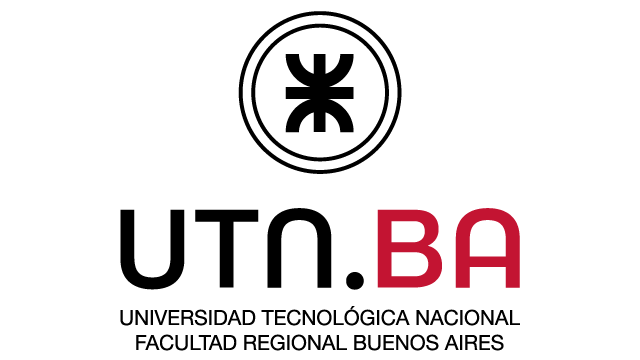 UTN.BA
UNIVERSIDAD TECNOLÓGICA NACIONAL
FACULTAD REGIONAL BUENOS AIRES